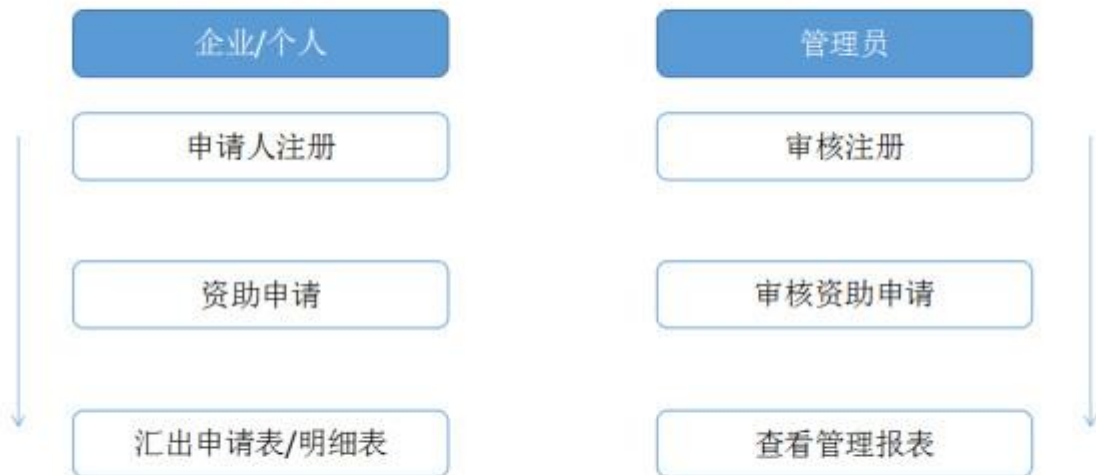 企业/个人
管理员
申请人注册
审核注册
资助申请
审核资助申请
汇出申请表/明细表
查看管理报表